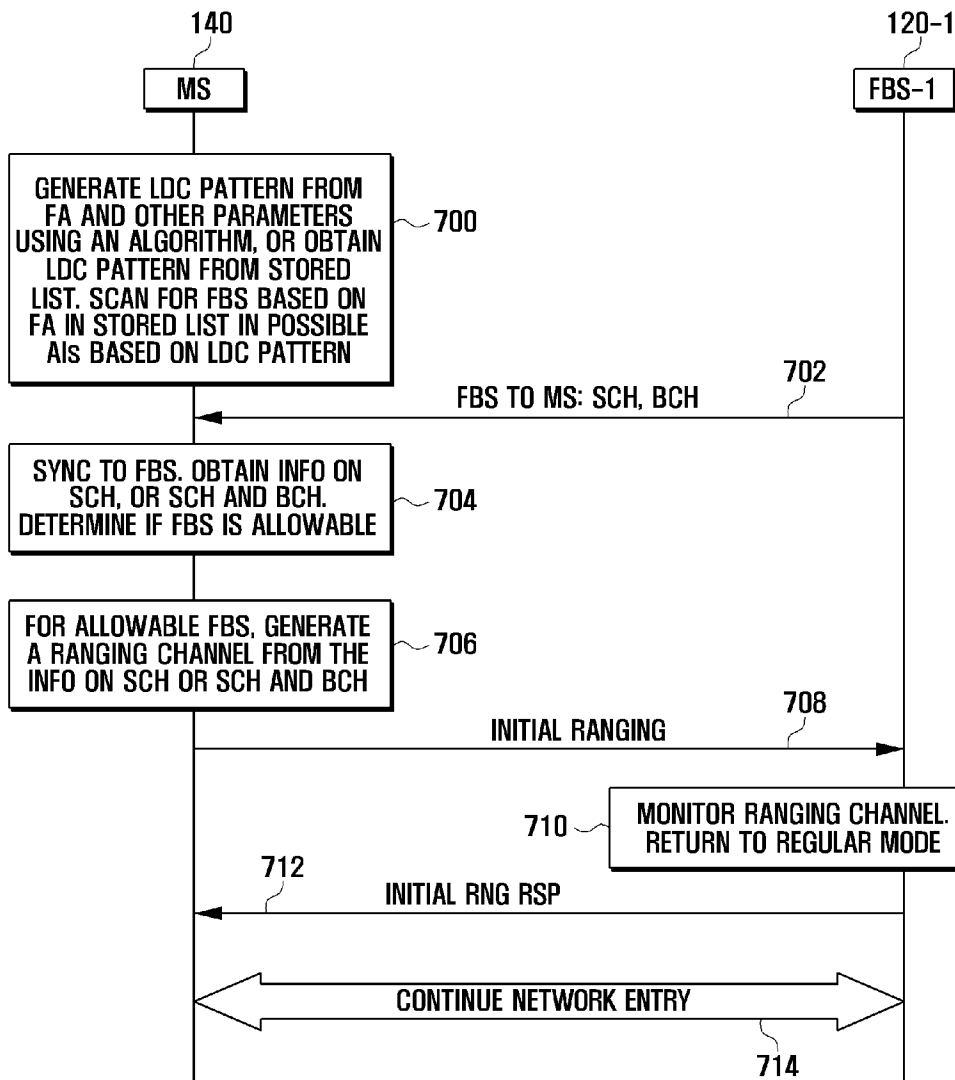 140
120-1
MS
FBS-1
GENERATE LDC PATTERN FROM
FA AND OTHER PARAMETERS
USING AN ALGORITHM, OR OBTAIN
LDC PATTERN FROM STORED
LIST. SCAN FOR FBS BASED ON
FA IN STORED LIST IN POSSIBLE
AIs BASED ON LDC PATTERN
700
702
FBS TO MS: SCH, BCH
SYNC TO FBS. OBTAIN INFO ON
SCH, OR SCH AND BCH.
DETERMINE IF FBS IS ALLOWABLE
704
FOR ALLOWABLE FBS, GENERATE
A RANGING CHANNEL FROM THE
INFO ON SCH OR SCH AND BCH
706
708
INITIAL RANGING
710
MONITOR RANGING CHANNEL.
RETURN TO REGULAR MODE
712
INITIAL RNG RSP
CONTINUE NETWORK ENTRY
714